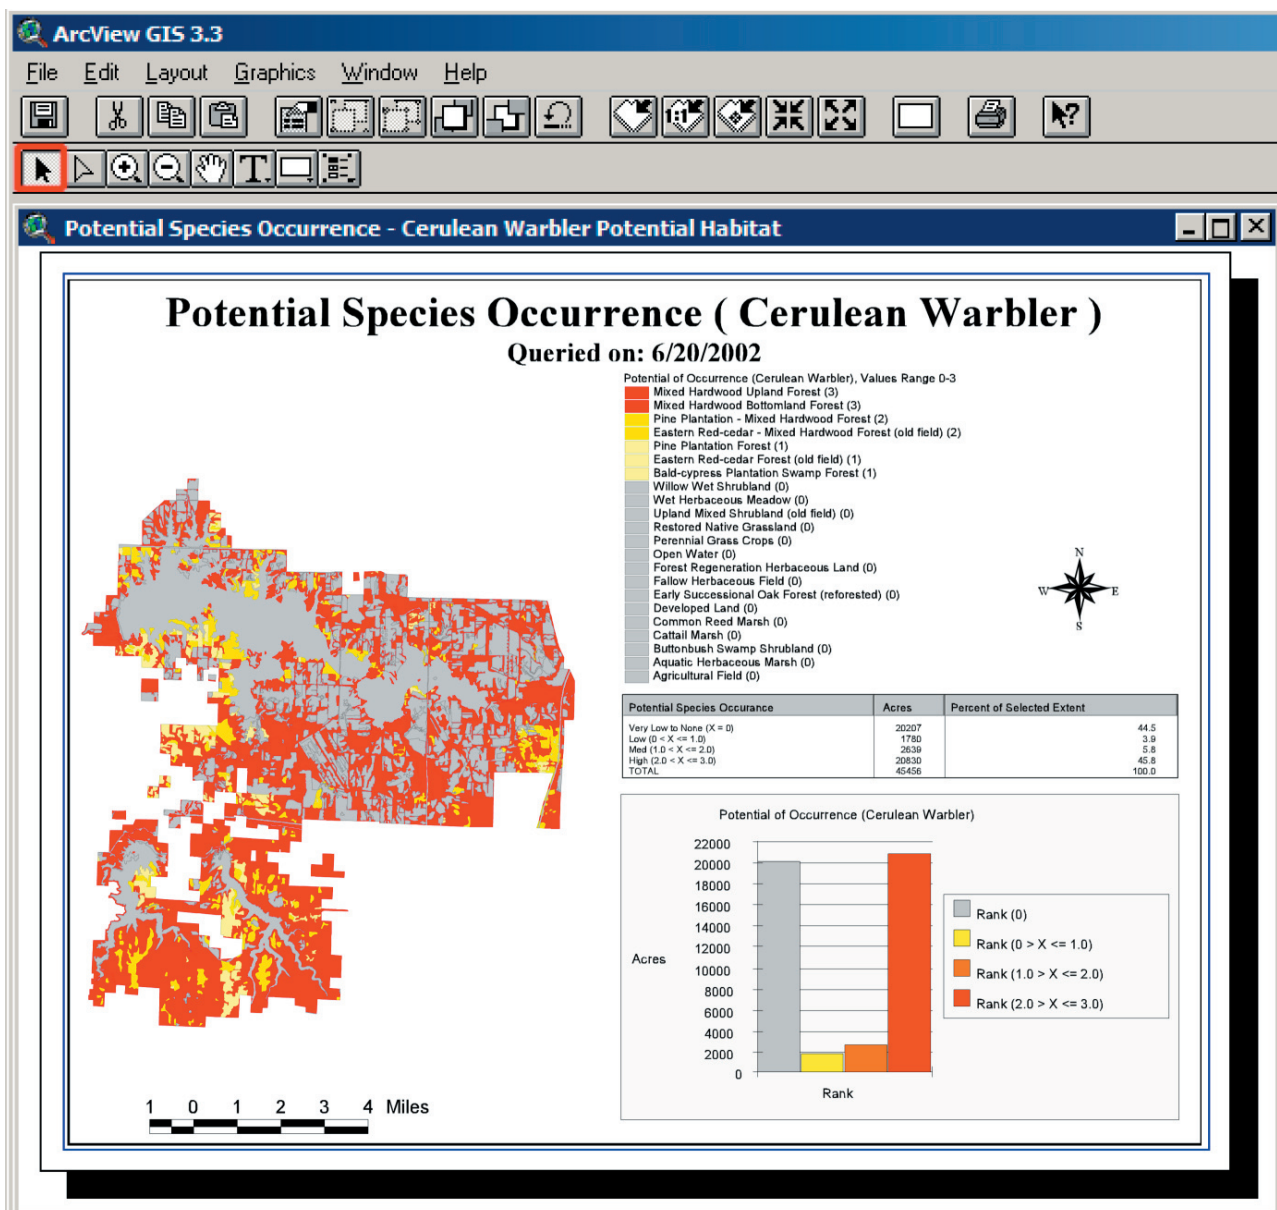 ArcView GIS 3.3
File Edit Layout Graphics Window Help
1:1
T
?
Potential Species Occurrence - Cerulean Warbler Potential Habitat
Potential Species Occurrence ( Cerulean Warbler )
Queried on: 6/20/2002
Potential of Occurrence (Cerulean Warbler), Values Range 0-3
Mixed Hardwood Upland Forest (3)
Mixed Hardwood Bottomland Forest (3)
Pine Plantation - Mixed Hardwood Forest (2)
Eastern Red-cedar - Mixed Hardwood Forest (old field) (2)
Pine Plantation Forest (1)
Eastern Red-cedar Forest (old field) (1)
Bald-cypress Plantation Swamp Forest (1)
Willow Wet Shrubland (0)
Wet Herbaceous Meadow (0)
Upland Mixed Shrubland (old field) (0)
Restored Native Grassland (0)
Perennial Grass Crops (0)
Open Water (0)
Forest Regeneration Herbaceous Land (0)
Fallow Herbaceous Field (0)
Early Successional Oak Forest (reforested) (0)
Developed Land (0)
Common Reed Marsh (0)
Cattail Marsh (0)
Buttonbush Swamp Shrubland (0)
Aquatic Herbaceous Marsh (0)
Agricultural Field (0)
N
W E
S
Potential Species Occurance Acres Percent of Selected Extent
Very Low to None (X = 0) 20207 44.5
Low (0 < X <= 1.0) 1780 3.9
Med (1.0 < X <= 2.0) 2639 5.8
High (2.0 < X <= 3.0) 20830 45.8
TOTAL 45456 100.0
Potential of Occurrence (Cerulean Warbler)
22000
20000
18000
16000
14000
12000
10000
8000
6000
4000
2000
0
Acres
Rank
Rank (0)
Rank (0 > X <= 1.0)
Rank (1.0 > X <= 2.0)
Rank (2.0 > X <= 3.0)
1 0 1 2 3 4 Miles